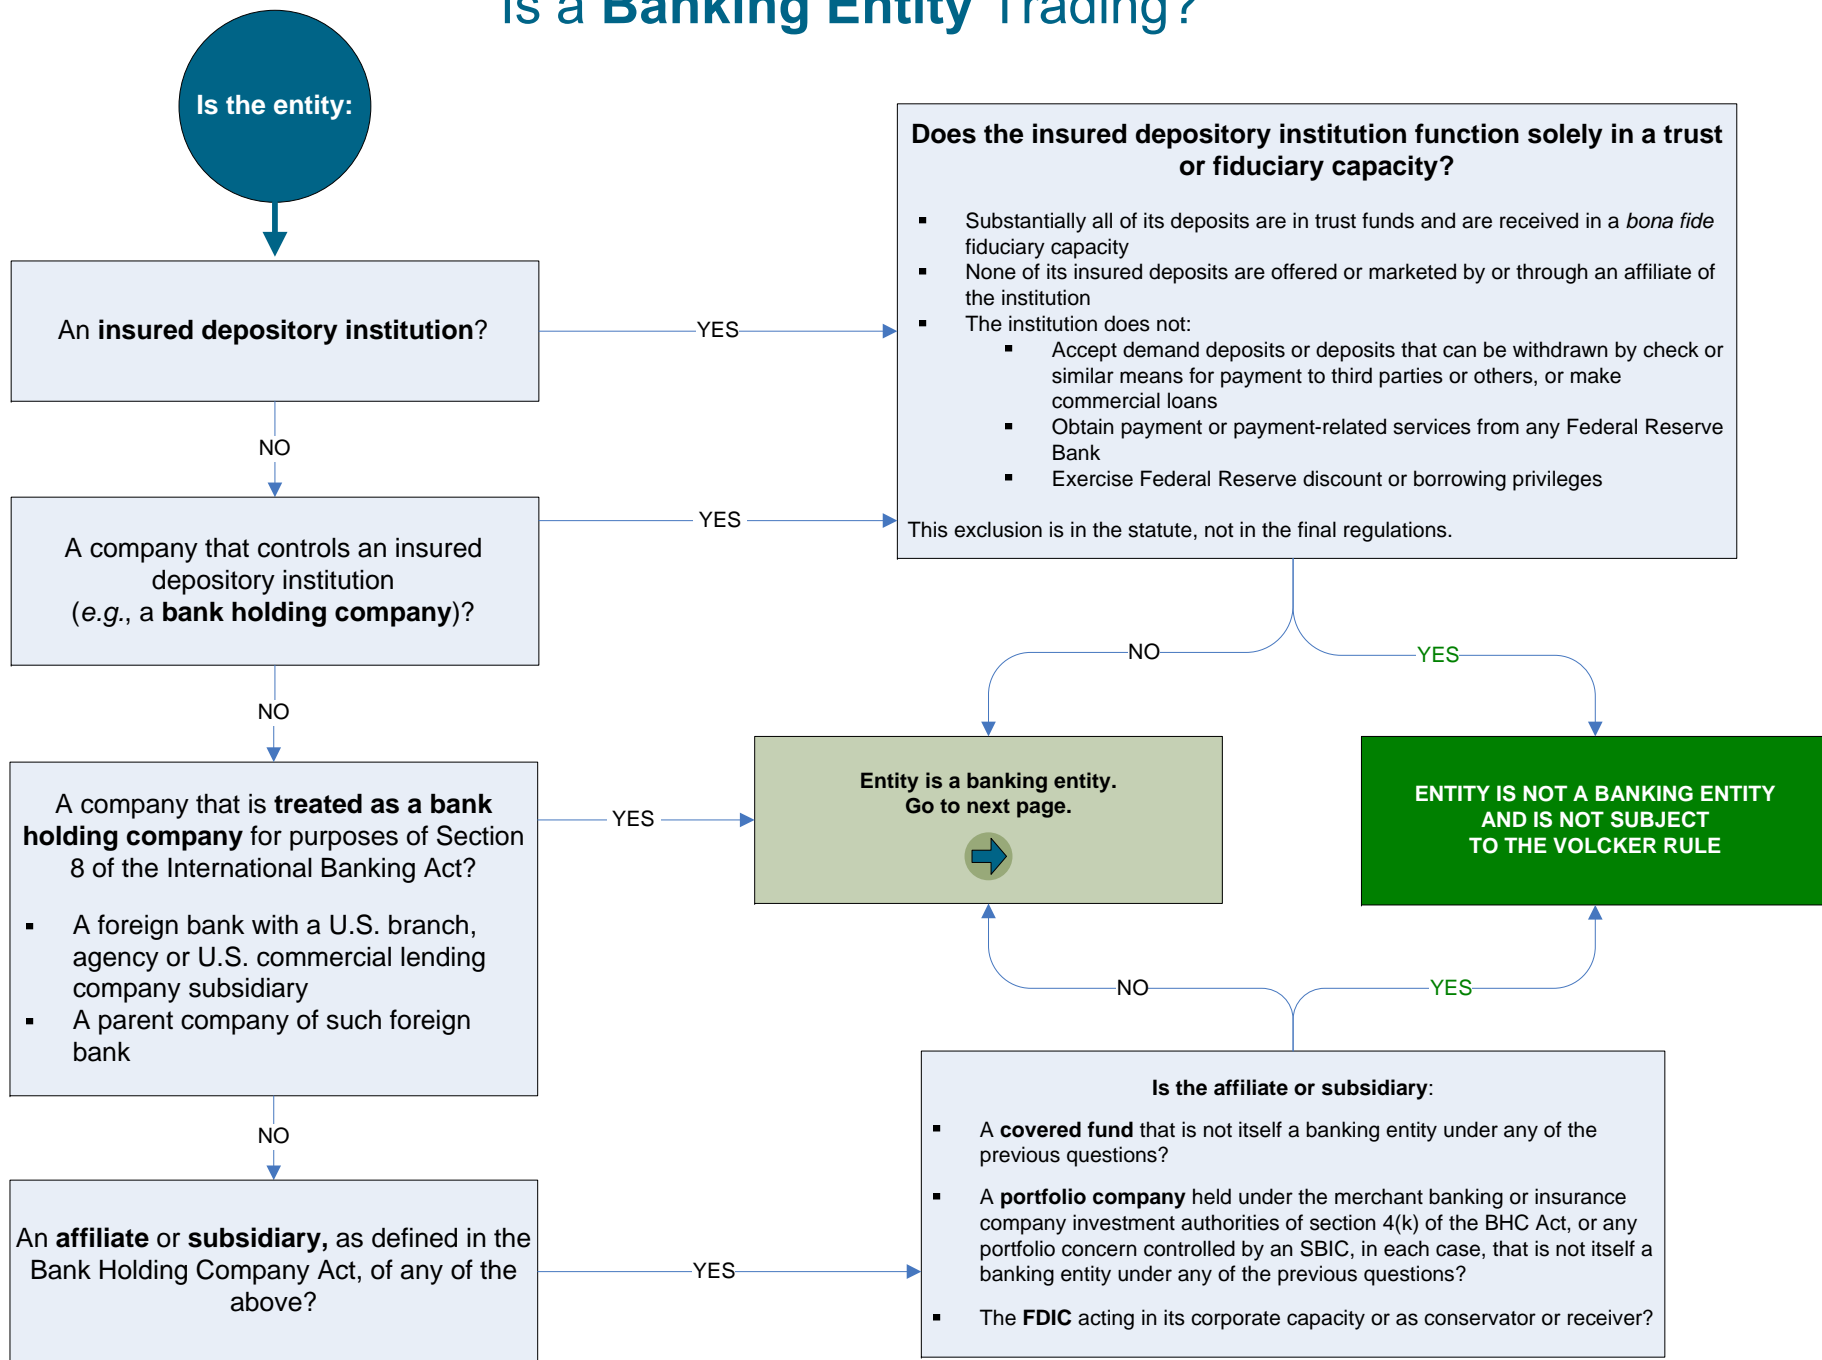 Is a Banking Entity Trading?
Is the entity:
An insured depository institution?
YES
NO
Does the insured depository institution function solely in a trust
or fiduciary capacity?
▪ Substantially all of its deposits are in trust funds and are received in a bona fide
fiduciary capacity
▪ None of its insured deposits are offered or marketed by or through an affiliate of
the institution
▪ The institution does not:
▪ Accept demand deposits or deposits that can be withdrawn by check or
similar means for payment to third parties or others, or make
commercial loans
▪ Obtain payment or payment-related services from any Federal Reserve
Bank
▪ Exercise Federal Reserve discount or borrowing privileges
This exclusion is in the statute, not in the final regulations.
A company that controls an insured
depository institution
(e.g., a bank holding company)?
YES
NO
NO
YES
A company that is treated as a bank
holding company for purposes of Section
8 of the International Banking Act?
▪ A foreign bank with a U.S. branch,
agency or U.S. commercial lending
company subsidiary
▪ A parent company of such foreign
bank
YES
NO
Entity is a banking entity.
Go to next page.
ENTITY IS NOT A BANKING ENTITY
AND IS NOT SUBJECT
TO THE VOLCKER RULE
NO
YES
An affiliate or subsidiary, as defined in the
Bank Holding Company Act, of any of the
above?
YES
Is the affiliate or subsidiary:
▪ A covered fund that is not itself a banking entity under any of the
previous questions?
▪ A portfolio company held under the merchant banking or insurance
company investment authorities of section 4(k) of the BHC Act, or any
portfolio concern controlled by an SBIC, in each case, that is not itself a
banking entity under any of the previous questions?
▪ The FDIC acting in its corporate capacity or as conservator or receiver?